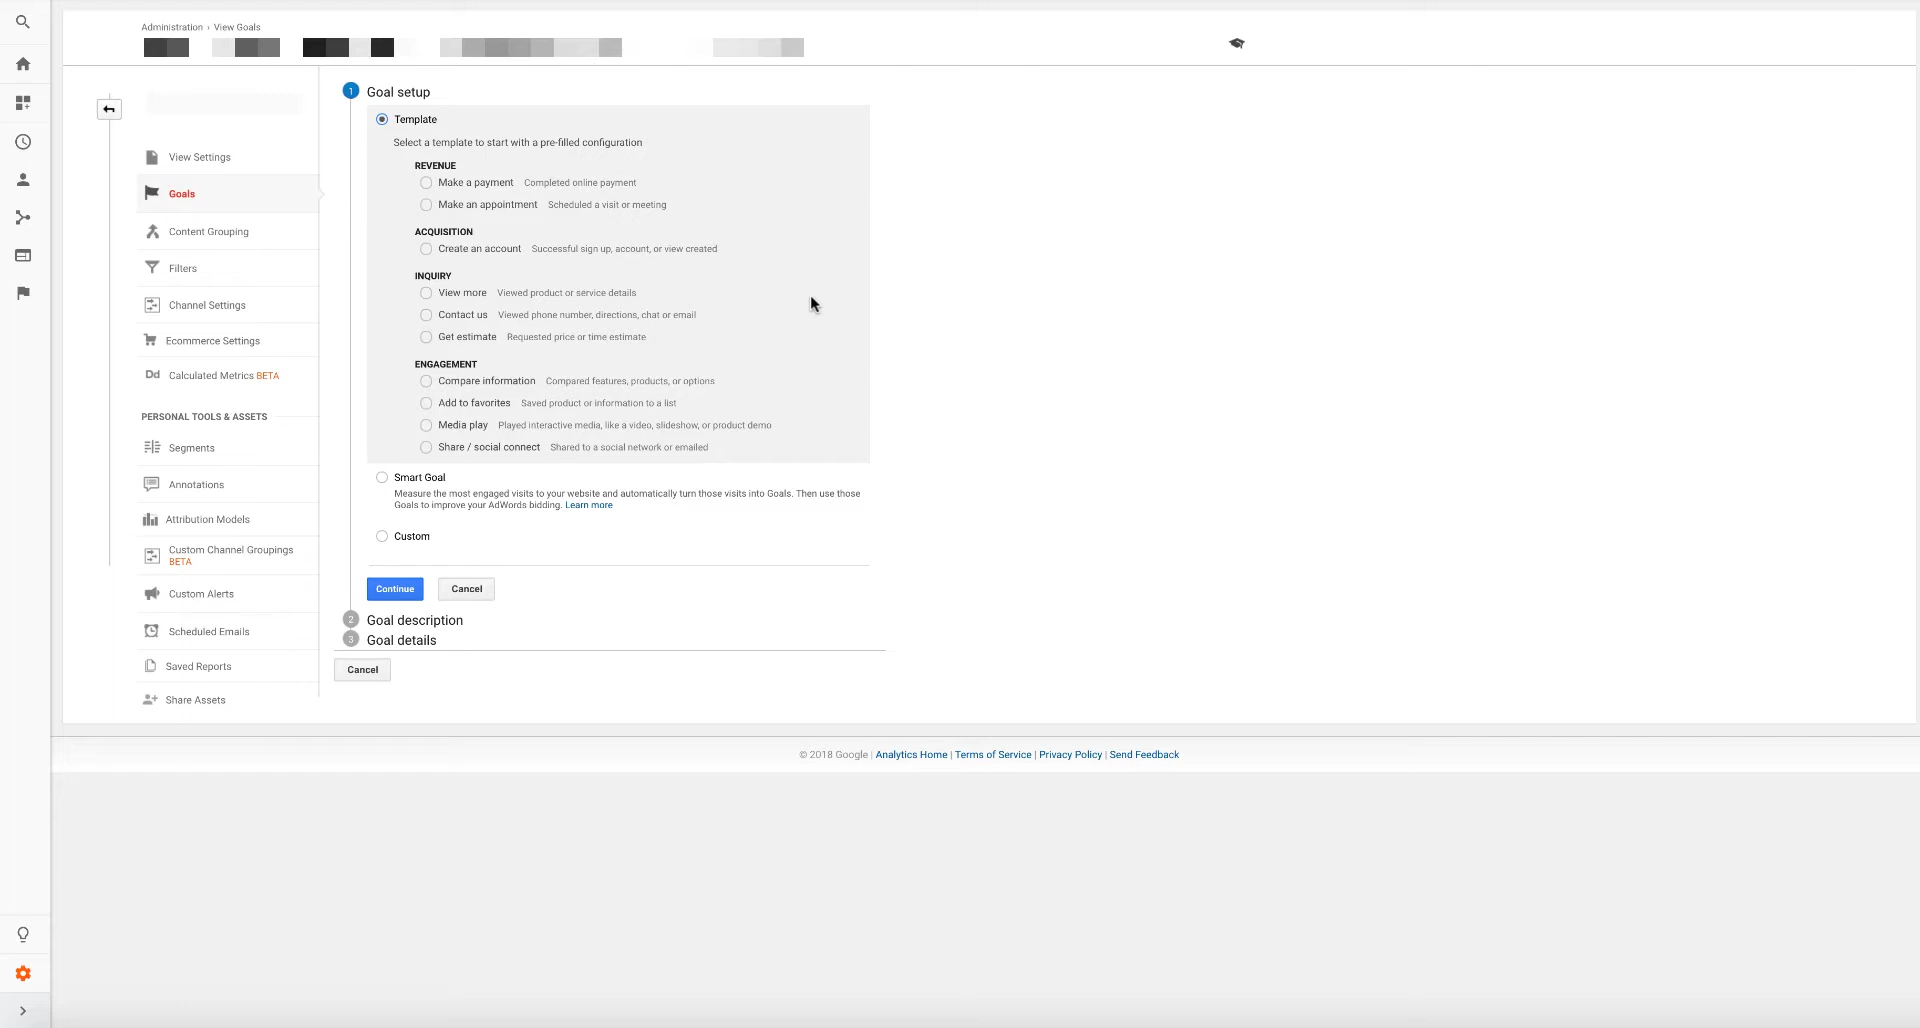 Administration › View Goals
View Settings
Goals
Content Grouping
Filters
Channel Settings
Ecommerce Settings
Dd Calculated Metrics BETA
PERSONAL TOOLS & ASSETS
Segments
Annotations
Attribution Models
Custom Channel Groupings
BETA
Custom Alerts
Scheduled Emails
Saved Reports
Share Assets
1 Goal setup
Template
Select a template to start with a pre-filled configuration
REVENUE
Make a payment Completed online payment
Make an appointment Scheduled a visit or meeting
ACQUISITION
Create an account Successful sign up, account, or view created
INQUIRY
View more Viewed product or service details
Contact us Viewed phone number, directions, chat or email
Get estimate Requested price or time estimate
ENGAGEMENT
Compare information Compared features, products, or options
Add to favorites Saved product or information to a list
Media play Played interactive media, like a video, slideshow, or product demo
Share / social connect Shared to a social network or emailed
Smart Goal
Measure the most engaged visits to your website and automatically turn those visits into Goals. Then use those
Goals to improve your AdWords bidding. Learn more
Custom
Continue Cancel
2 Goal description
3 Goal details
Cancel
© 2018 Google | Analytics Home | Terms of Service | Privacy Policy | Send Feedback